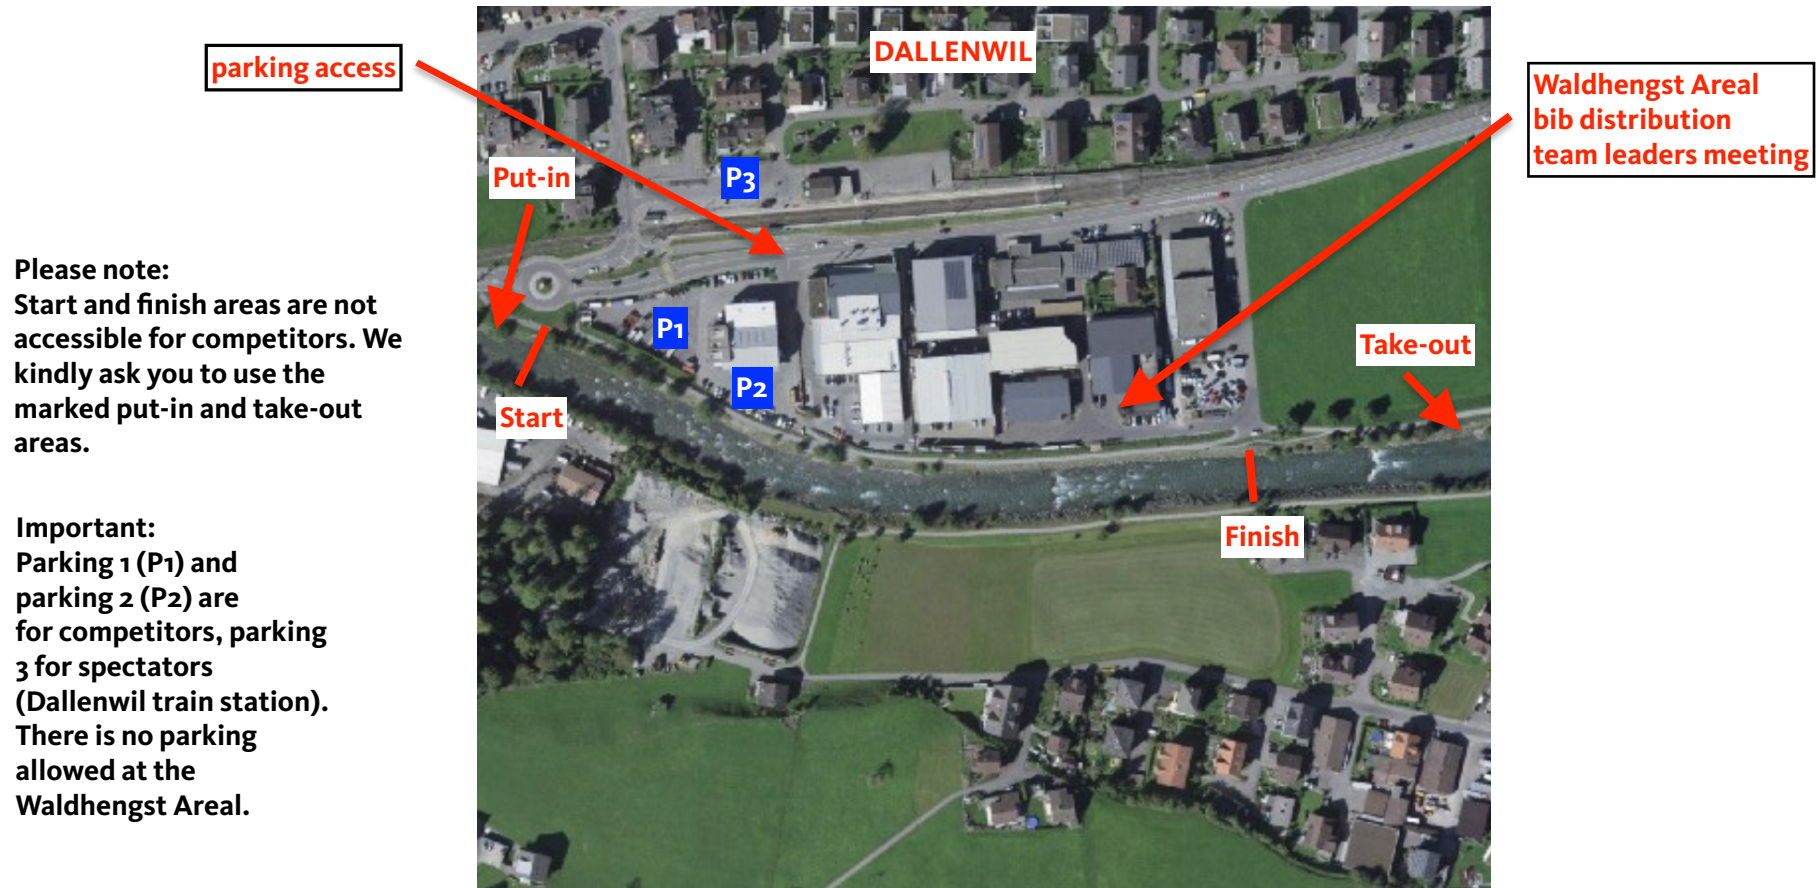 parking access
DALLENWIL
Waldhengst Areal
bib distribution
team leaders meeting
Put-in
P3
Please note:
Start and finish areas are not
accessible for competitors. We
kindly ask you to use the
marked put-in and take-out
areas.
P1
P2
Start
Take-out
Finish
Important:
Parking 1 (P1) and
parking 2 (P2) are
for competitors, parking
3 for spectators
(Dallenwil train station).
There is no parking
allowed at the
Waldhengst Areal.